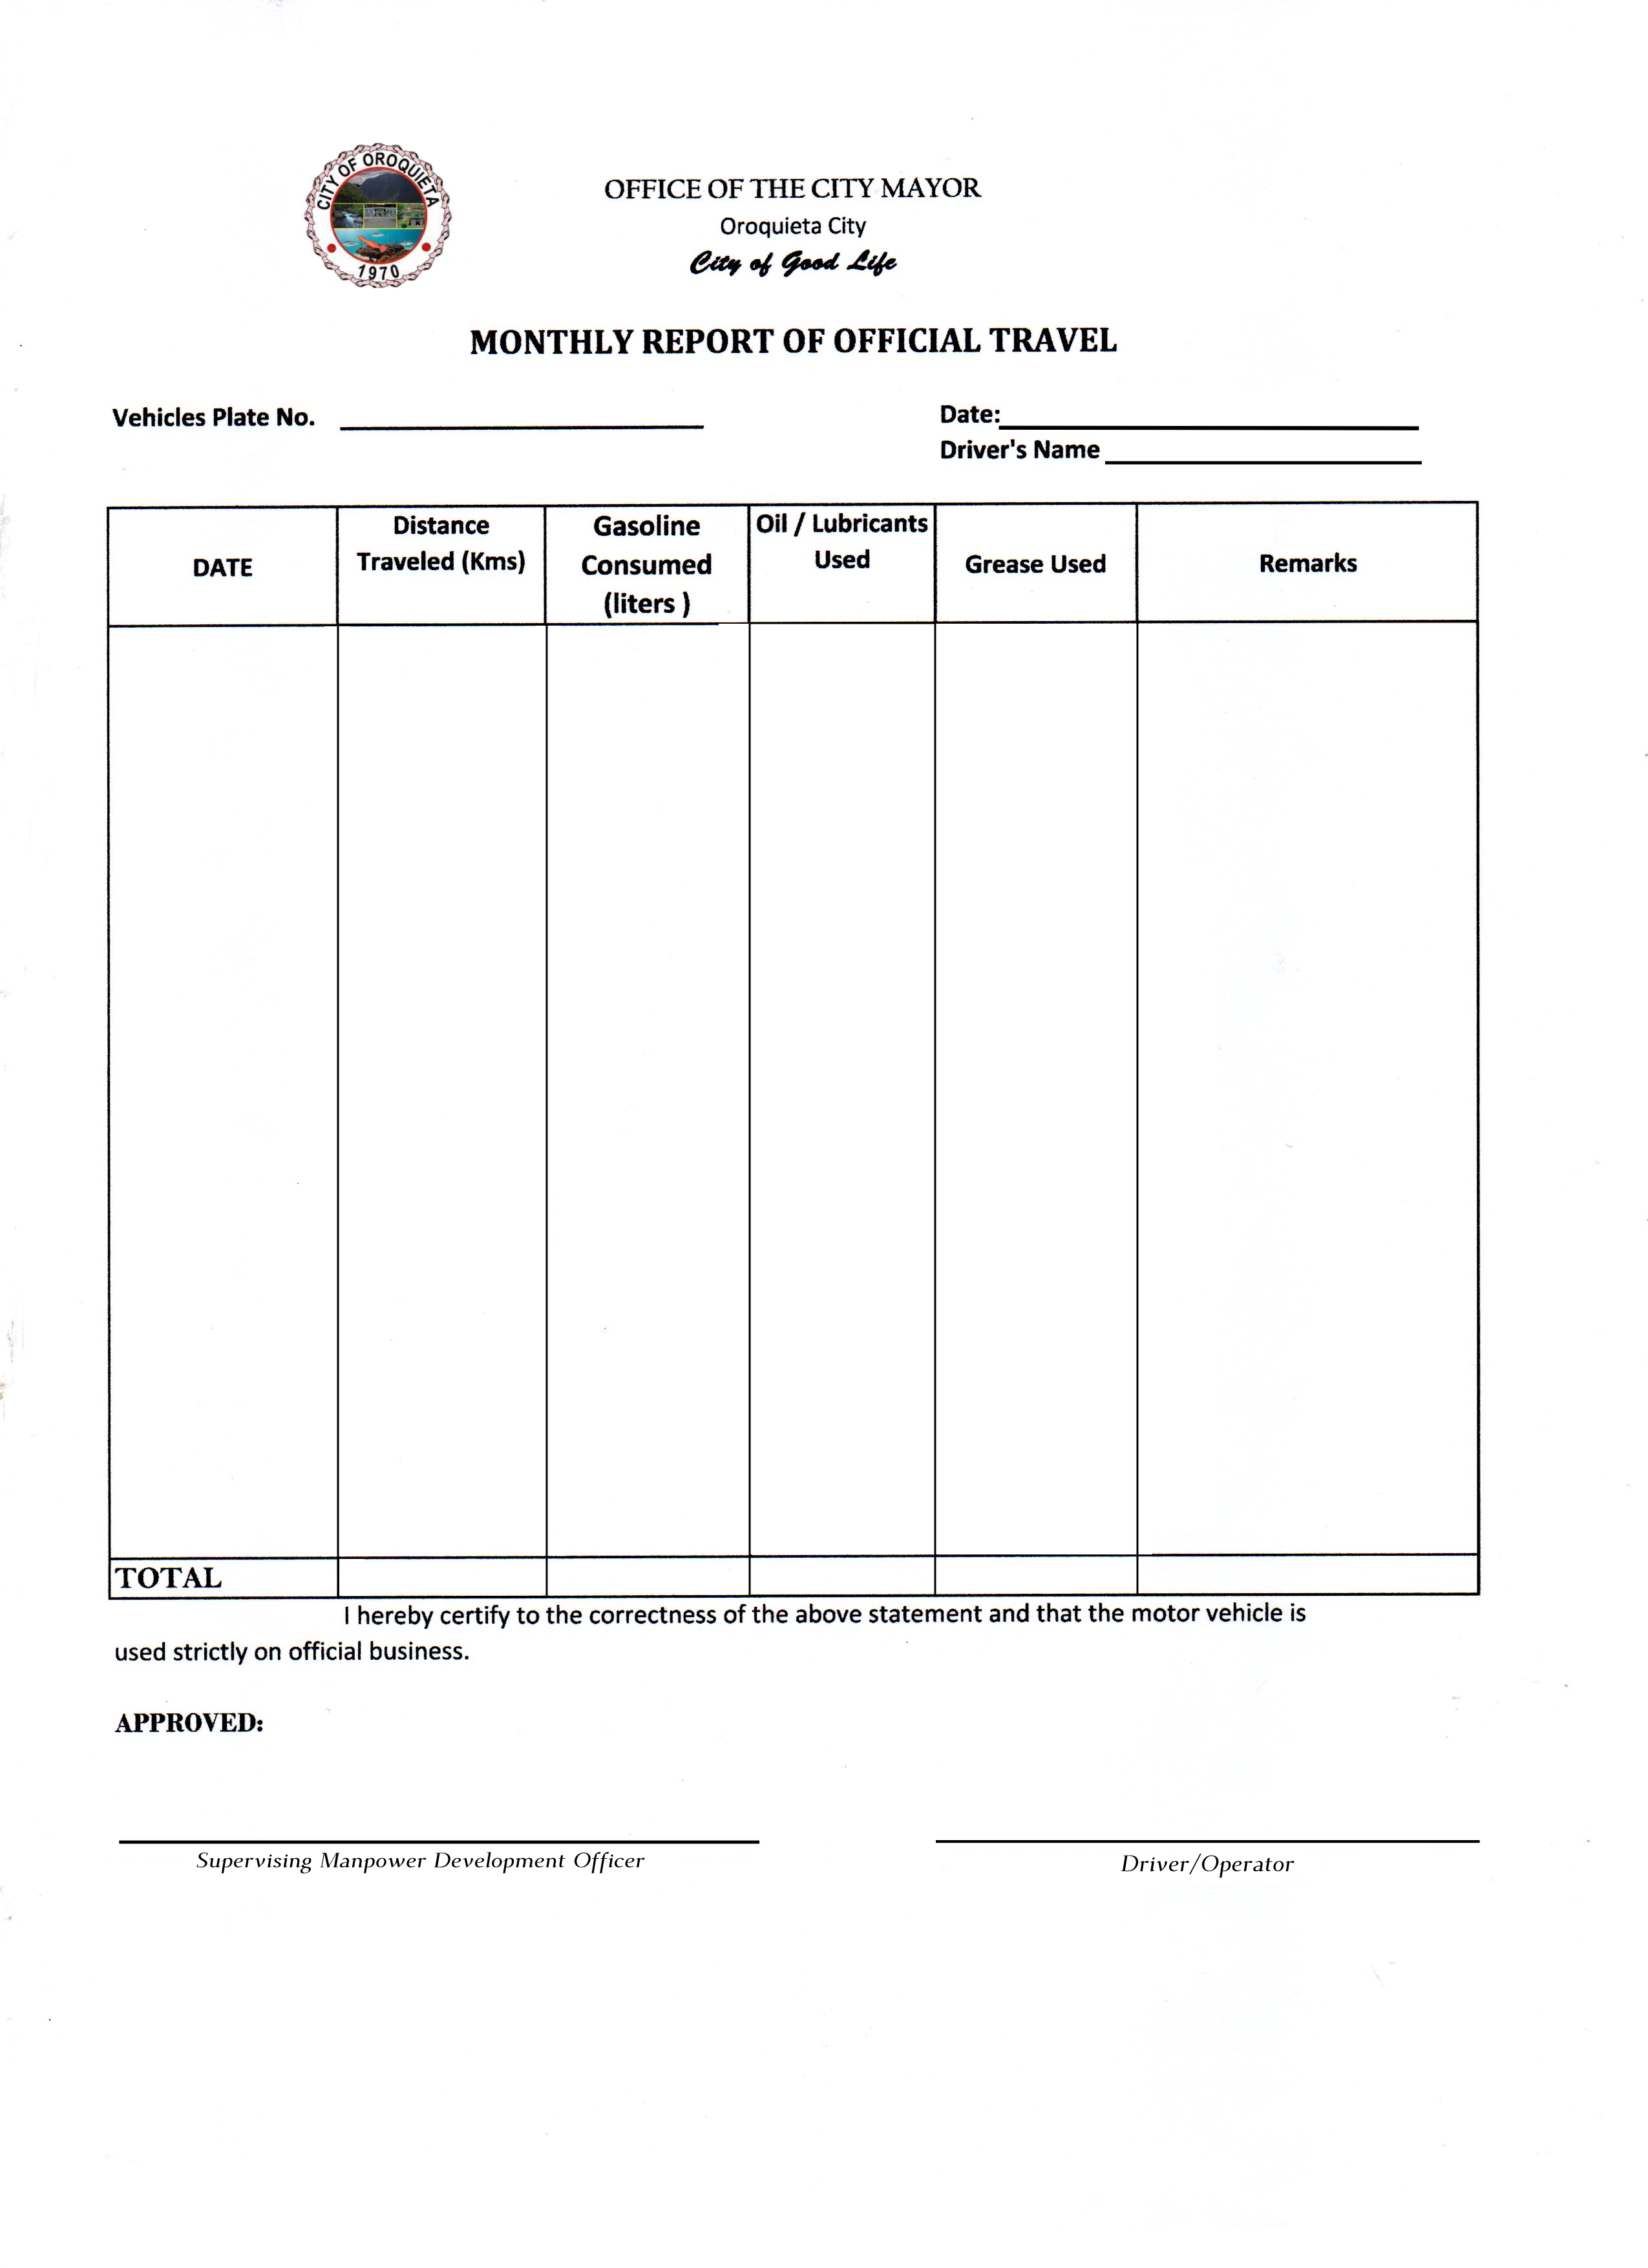 CITY OF OROQUIETA
1970
OFFICE OF THE CITY MAYOR
Oroquieta City
City of Good Life
MONTHLY REPORT OF OFFICIAL TRAVEL
Vehicles Plate No.
Date:
Driver's Name
DATE
Distance
Traveled (Kms)
Gasoline
Consumed
(liters )
Oil / Lubricants
Used
Grease Used
Remarks
TOTAL
I hereby certify to the correctness of the above statement and that the motor vehicle is
used strictly on official business.
APPROVED:
Supervising Manpower Development Officer
Driver/Operator